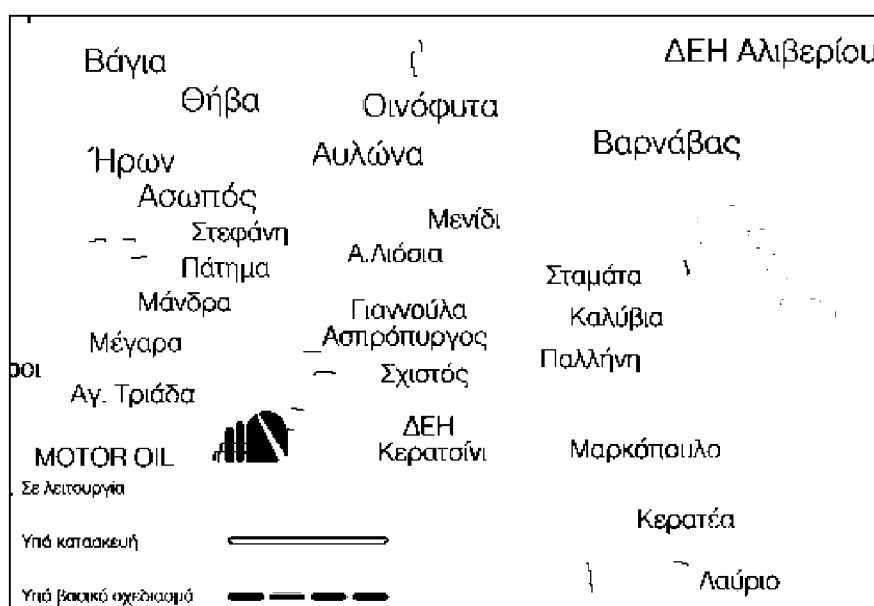 Βάγια
ΔΕΗ Αλιβερίου
Θήβα
Οινόφυτα
Βαρνάβας
Ήρων
Αυλώνα
Ασωπός
Μενίδι
Στεφάνη
Α.Λιόσια
Πάτημα
Σταμάτα
Μάνδρα
Γιαννούλα
Καλύβια
Ασπρόπυργος
Μέγαρα
Παλλήνη
Σχιστός
Αγ. Τριάδα
ΔΕΗ
Κερατσίνι
Μαρκόπουλο
MOTOR OIL
Σε λειτουργία
Κερατέα
Υπό κατασκευή
Λαύριο
Υπό βασικό σχεδιασμό